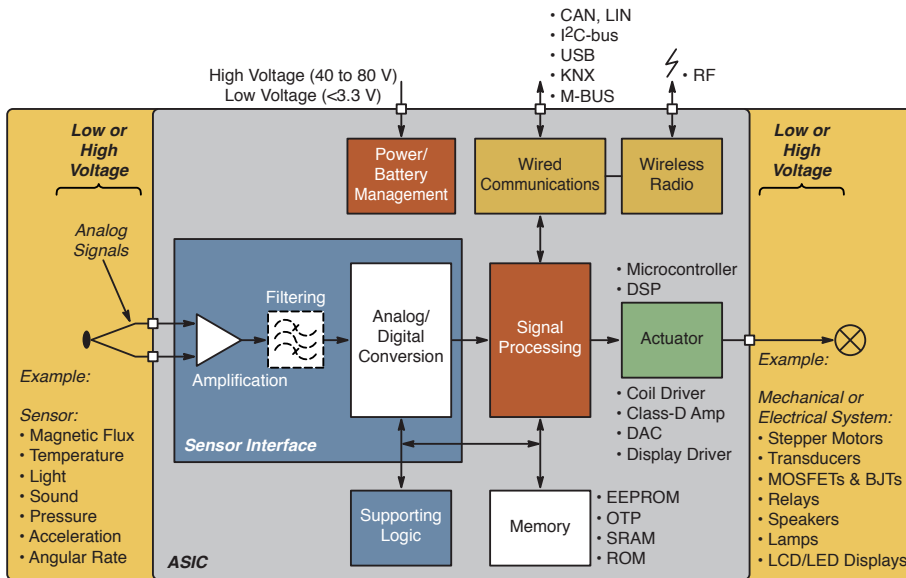 • CAN, LIN
• I²C-bus
• USB
• KNX
• M-BUS
• RF
High Voltage (40 to 80 V)
Low Voltage (<3.3 V)
Low or
High
Voltage
Power/
Battery
Management
Wired
Communications
Wireless
Radio
Low or
High
Voltage
Analog
Signals
Filtering
Amplification
Analog/
Digital
Conversion
Sensor Interface
Signal
Processing
• Microcontroller
• DSP
Actuator
• Coil Driver
• Class-D Amp
• DAC
• Display Driver
Example:
Sensor:
• Magnetic Flux
• Temperature
• Light
• Sound
• Pressure
• Acceleration
• Angular Rate
Supporting
Logic
Memory
• EEPROM
• OTP
• SRAM
• ROM
ASIC
Example:
Mechanical or
Electrical System:
• Stepper Motors
• Transducers
• MOSFETs & BJTs
• Relays
• Speakers
• Lamps
• LCD/LED Displays